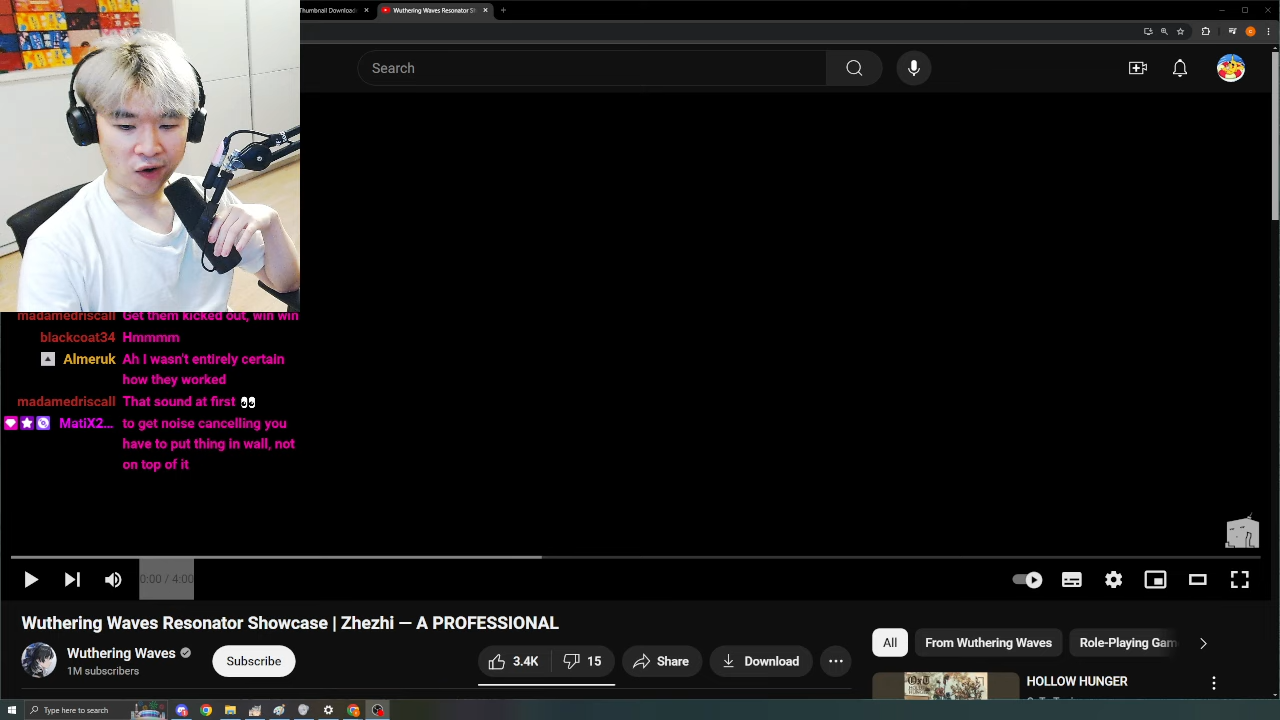 Thumbnail Download
Wuthering Waves Resonator Sh
Search
madamedriscall Get them kicked out, win win
blackcoat34 Hmmmm
Almeruk Ah I wasn't entirely certain
how they worked
madamedriscall That sound at first
MatiX2... to get noise cancelling you
have to put thing in wall, not
on top of it
0:00 / 4:00
Wuthering Waves Resonator Showcase | Zhezhi — A PROFESSIONAL
Wuthering Waves
1M subscribers
Subscribe
3.4K
15
Share
Download
All
From Wuthering Waves
Role-Playing Gam
HOLLOW HUNGER
Type here to search